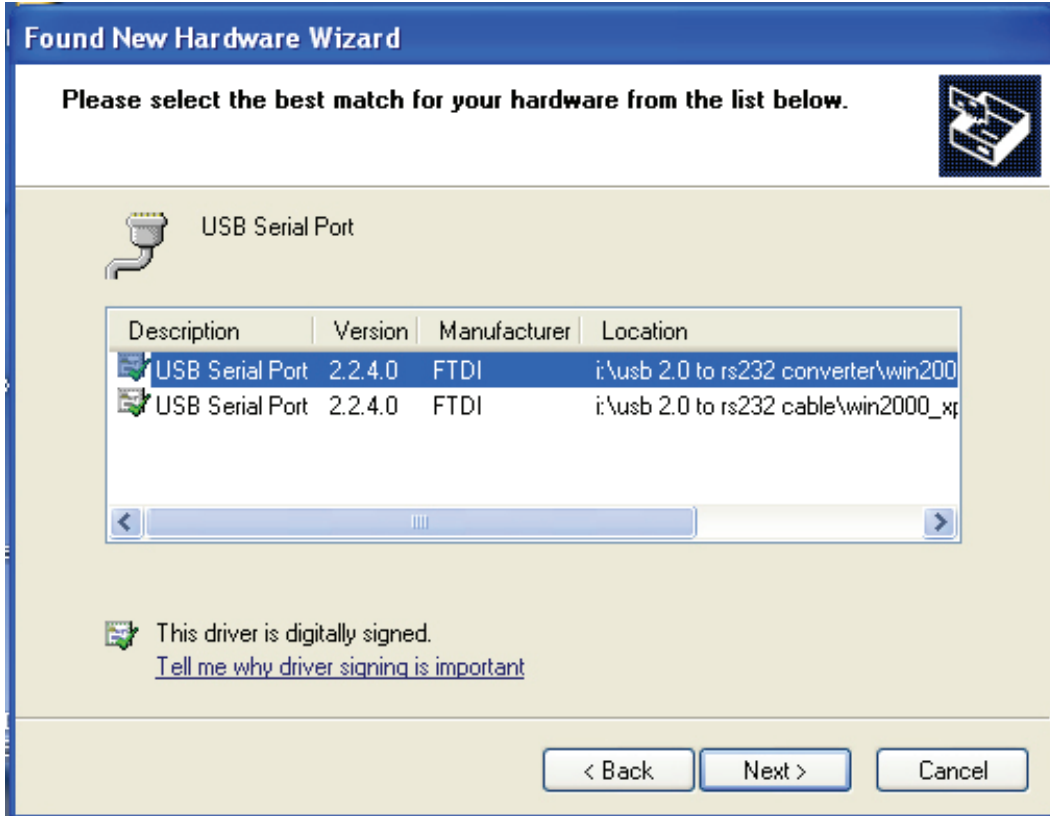 Found New Hardware Wizard
Please select the best match for your hardware from the list below.
USB Serial Port
Description Version Manufacturer Location
USB Serial Port 2.2.4.0 FTDI i:\usb 2.0 to rs232 converter\win200
USB Serial Port 2.2.4.0 FTDI i:\usb 2.0 to rs232 cable\win2000_xp
This driver is digitally signed.
Tell me why driver signing is important
< Back Next > Cancel